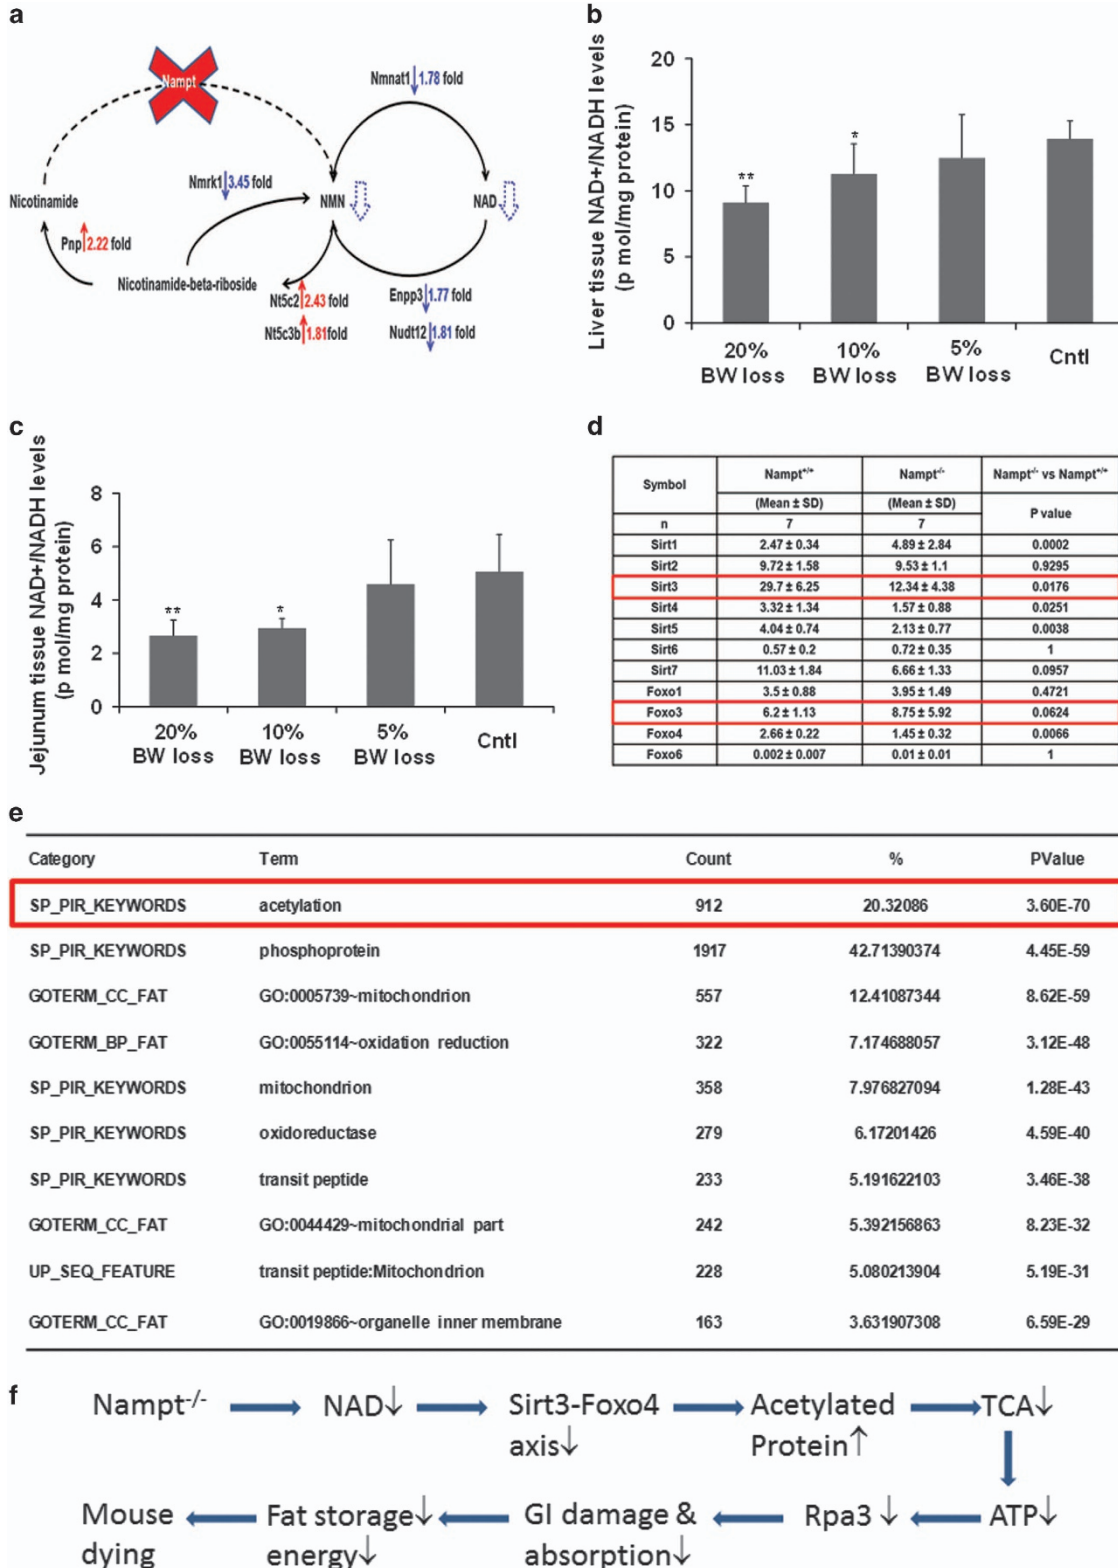 a
Nampt
Nmnat1 1.78 fold
Nmrk1 3.45 fold
Nicotinamide
NMN
NAD
Pnp 2.22 fold
Nicotinamide-beta-riboside
Nt5c2 2.43 fold
Nt5c3b 1.81fold
Enpp3 1.77 fold
Nudt12 1.81 fold
b
Liver tissue NAD+/NADH levels
(p mol/mg protein)
20
15
10
5
0
**
*
20% BW loss
10% BW loss
5% BW loss
Cntl
c
Jejunum tissue NAD+/NADH levels
(p mol/mg protein)
8
6
4
2
0
**
*
20% BW loss
10% BW loss
5% BW loss
Cntl
d
Symbol Nampt+/+ Nampt-/- Nampt-/- vs Nampt+/+
(Mean ± SD) (Mean ± SD) P value
n 7 7
Sirt1 2.47 ± 0.34 4.89 ± 2.84 0.0002
Sirt2 9.72 ± 1.58 9.53 ± 1.1 0.9295
Sirt3 29.7 ± 6.25 12.34 ± 4.38 0.0176
Sirt4 3.32 ± 1.34 1.57 ± 0.88 0.0251
Sirt5 4.04 ± 0.74 2.13 ± 0.77 0.0038
Sirt6 0.57 ± 0.2 0.72 ± 0.35 1
Sirt7 11.03 ± 1.84 6.66 ± 1.33 0.0957
Foxo1 3.5 ± 0.88 3.95 ± 1.49 0.4721
Foxo3 6.2 ± 1.13 8.75 ± 5.92 0.0624
Foxo4 2.66 ± 0.22 1.45 ± 0.32 0.0066
Foxo6 0.002 ± 0.007 0.01 ± 0.01 1
e
Category Term Count % PValue
SP_PIR_KEYWORDS acetylation 912 20.32086 3.60E-70
SP_PIR_KEYWORDS phosphoprotein 1917 42.71390374 4.45E-59
GOTERM_CC_FAT GO:0005739~mitochondrion 557 12.41087344 8.62E-59
GOTERM_BP_FAT GO:0055114~oxidation reduction 322 7.174688057 3.12E-48
SP_PIR_KEYWORDS mitochondrion 358 7.976827094 1.28E-43
SP_PIR_KEYWORDS oxidoreductase 279 6.17201426 4.59E-40
SP_PIR_KEYWORDS transit peptide 233 5.191622103 3.46E-38
GOTERM_CC_FAT GO:0044429~mitochondrial part 242 5.392156863 8.23E-32
UP_SEQ_FEATURE transit peptide:Mitochondrion 228 5.080213904 5.19E-31
GOTERM_CC_FAT GO:0019866~organelle inner membrane 163 3.631907308 6.59E-29
f
Nampt-/- → NAD↓ → Sirt3-Foxo4 axis↓ → Acetylated Protein↑ → TCA↓
Mouse dying ← Fat storage↓ energy↓ ← GI damage & absorption↓ ← Rpa3 ↓ ← ATP↓